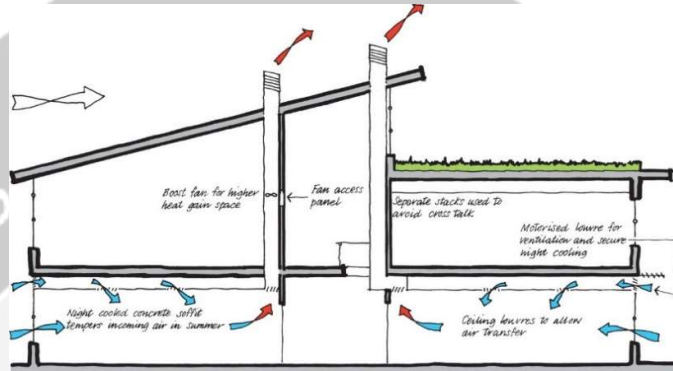 Boost fan for higher
heat gain space
Fan access
panel
Separate stacks used to
avoid cross talk
Motorised louvre for
ventilation and secure
night cooling
Night cooled concrete soffit
tempers incoming air in summer
Ceiling louvres to allow
air transfer